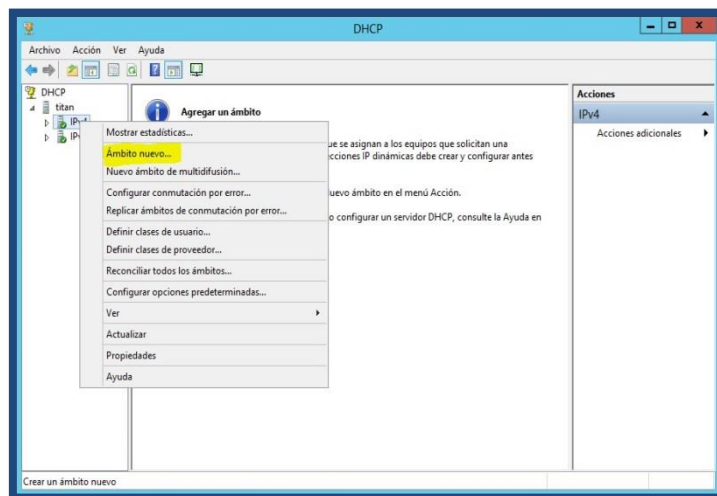 DHCP
Archivo Acción Ver Ayuda
DHCP
titan
IPv4
Agregar un ámbito
ue se asignan a los equipos que solicitan una
cciones IP dinámicas debe crear y configurar antes
uevo ámbito en el menú Acción.
o configurar un servidor DHCP, consulte la Ayuda en
Mostrar estadísticas...
Ámbito nuevo...
Nuevo ámbito de multidifusión...
Configurar conmutación por error...
Replicar ámbitos de conmutación por error...
Definir clases de usuario...
Definir clases de proveedor...
Reconciliar todos los ámbitos...
Configurar opciones predeterminadas...
Ver
Actualizar
Propiedades
Ayuda
Acciones
IPv4
Acciones adicionales
Crear un ámbito nuevo